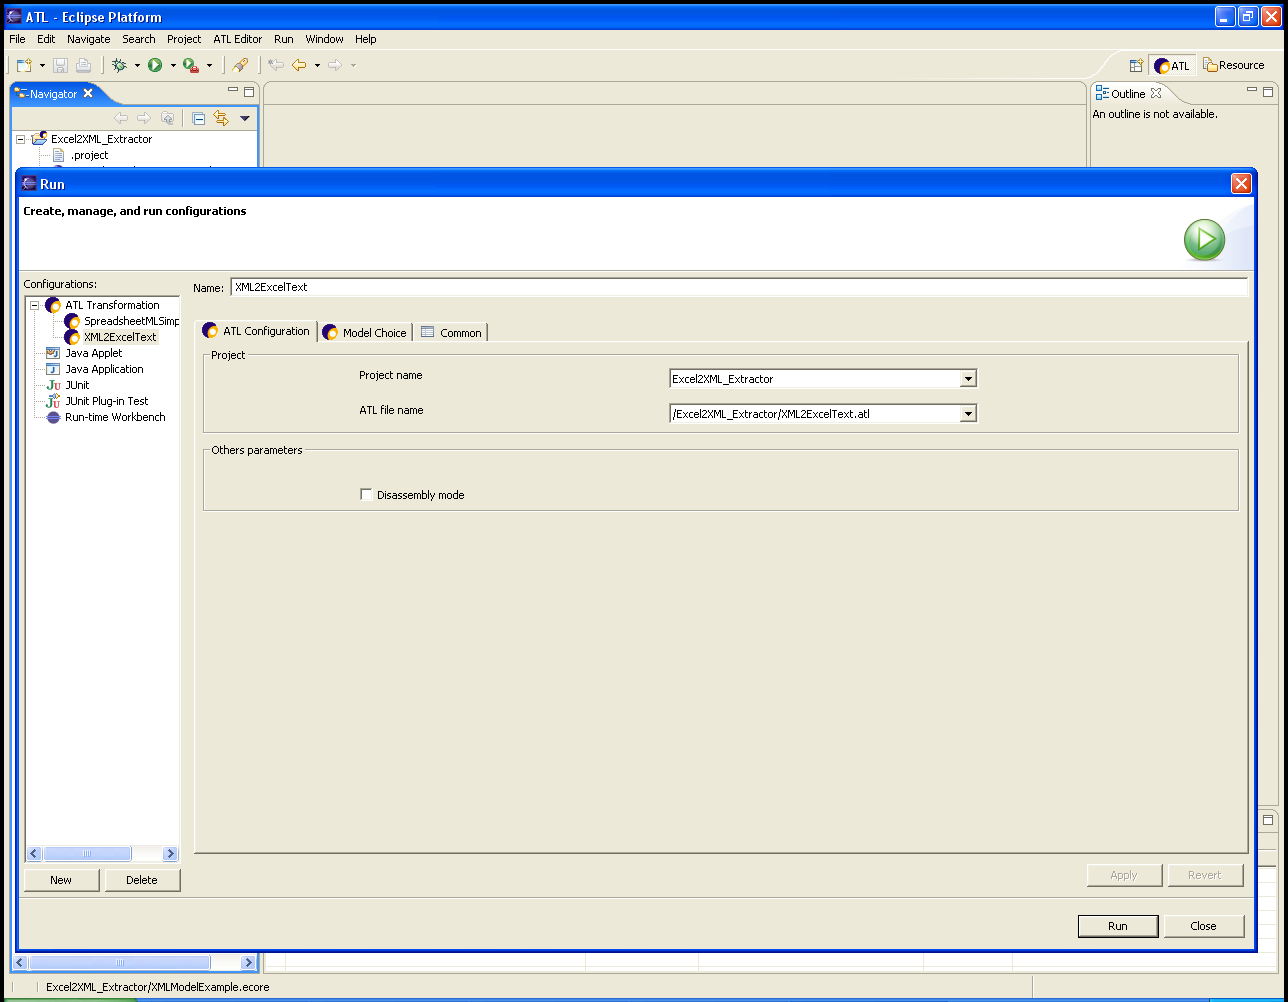 ATL - Eclipse Platform
File Edit Navigate Search Project ATL Editor Run Window Help
ATL Resource
Navigator
Outline
An outline is not available.
Excel2XML_Extractor
.project
Run
Create, manage, and run configurations
Configurations:
ATL Transformation
SpreadsheetMLSimp
XML2ExcelText
Java Applet
Java Application
JUnit
JUnit Plug-in Test
Run-time Workbench
New Delete
Name: XML2ExcelText
ATL Configuration Model Choice Common
Project
Project name Excel2XML_Extractor
ATL file name /Excel2XML_Extractor/XML2ExcelText.atl
Others parameters
Disassembly mode
Apply Revert
Run Close
Excel2XML_Extractor/XMLModelExample.ecore